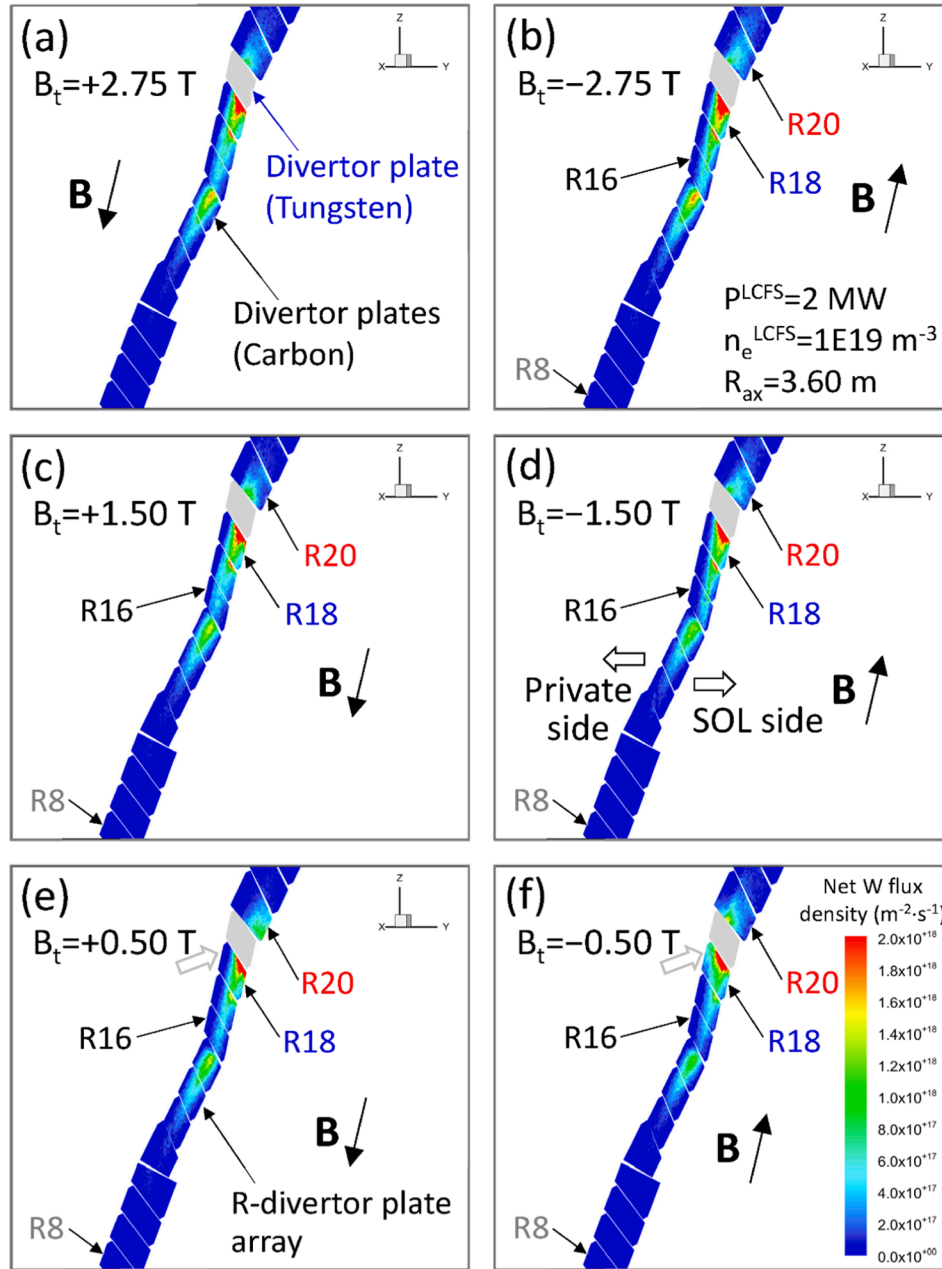 (a)
Bt=+2.75 T
B
Z
X
Y
Divertor plate
(Tungsten)
Divertor plates
(Carbon)
(b)
Bt=−2.75 T
Z
X
Y
R20
R16
R18
B
P^LCFS=2 MW
ne^LCFS=1E19 m⁻³
Rax=3.60 m
R8
(c)
Bt=+1.50 T
Z
X
Y
R20
R16
R18
B
R8
(d)
Bt=−1.50 T
Z
X
Y
R20
R16
R18
B
Private
side
SOL side
R8
(e)
Bt=+0.50 T
Z
X
Y
R20
R16
R18
B
R-divertor plate
array
R8
(f)
Bt=−0.50 T
Net W flux
density (m⁻²·s⁻¹)
2.0x10⁺¹⁸
1.8x10⁺¹⁸
1.6x10⁺¹⁸
1.4x10⁺¹⁸
1.2x10⁺¹⁸
1.0x10⁺¹⁸
8.0x10⁺¹⁷
6.0x10⁺¹⁷
4.0x10⁺¹⁷
2.0x10⁺¹⁷
0.0x10⁺⁰⁰
R20
R16
R18
B
R8